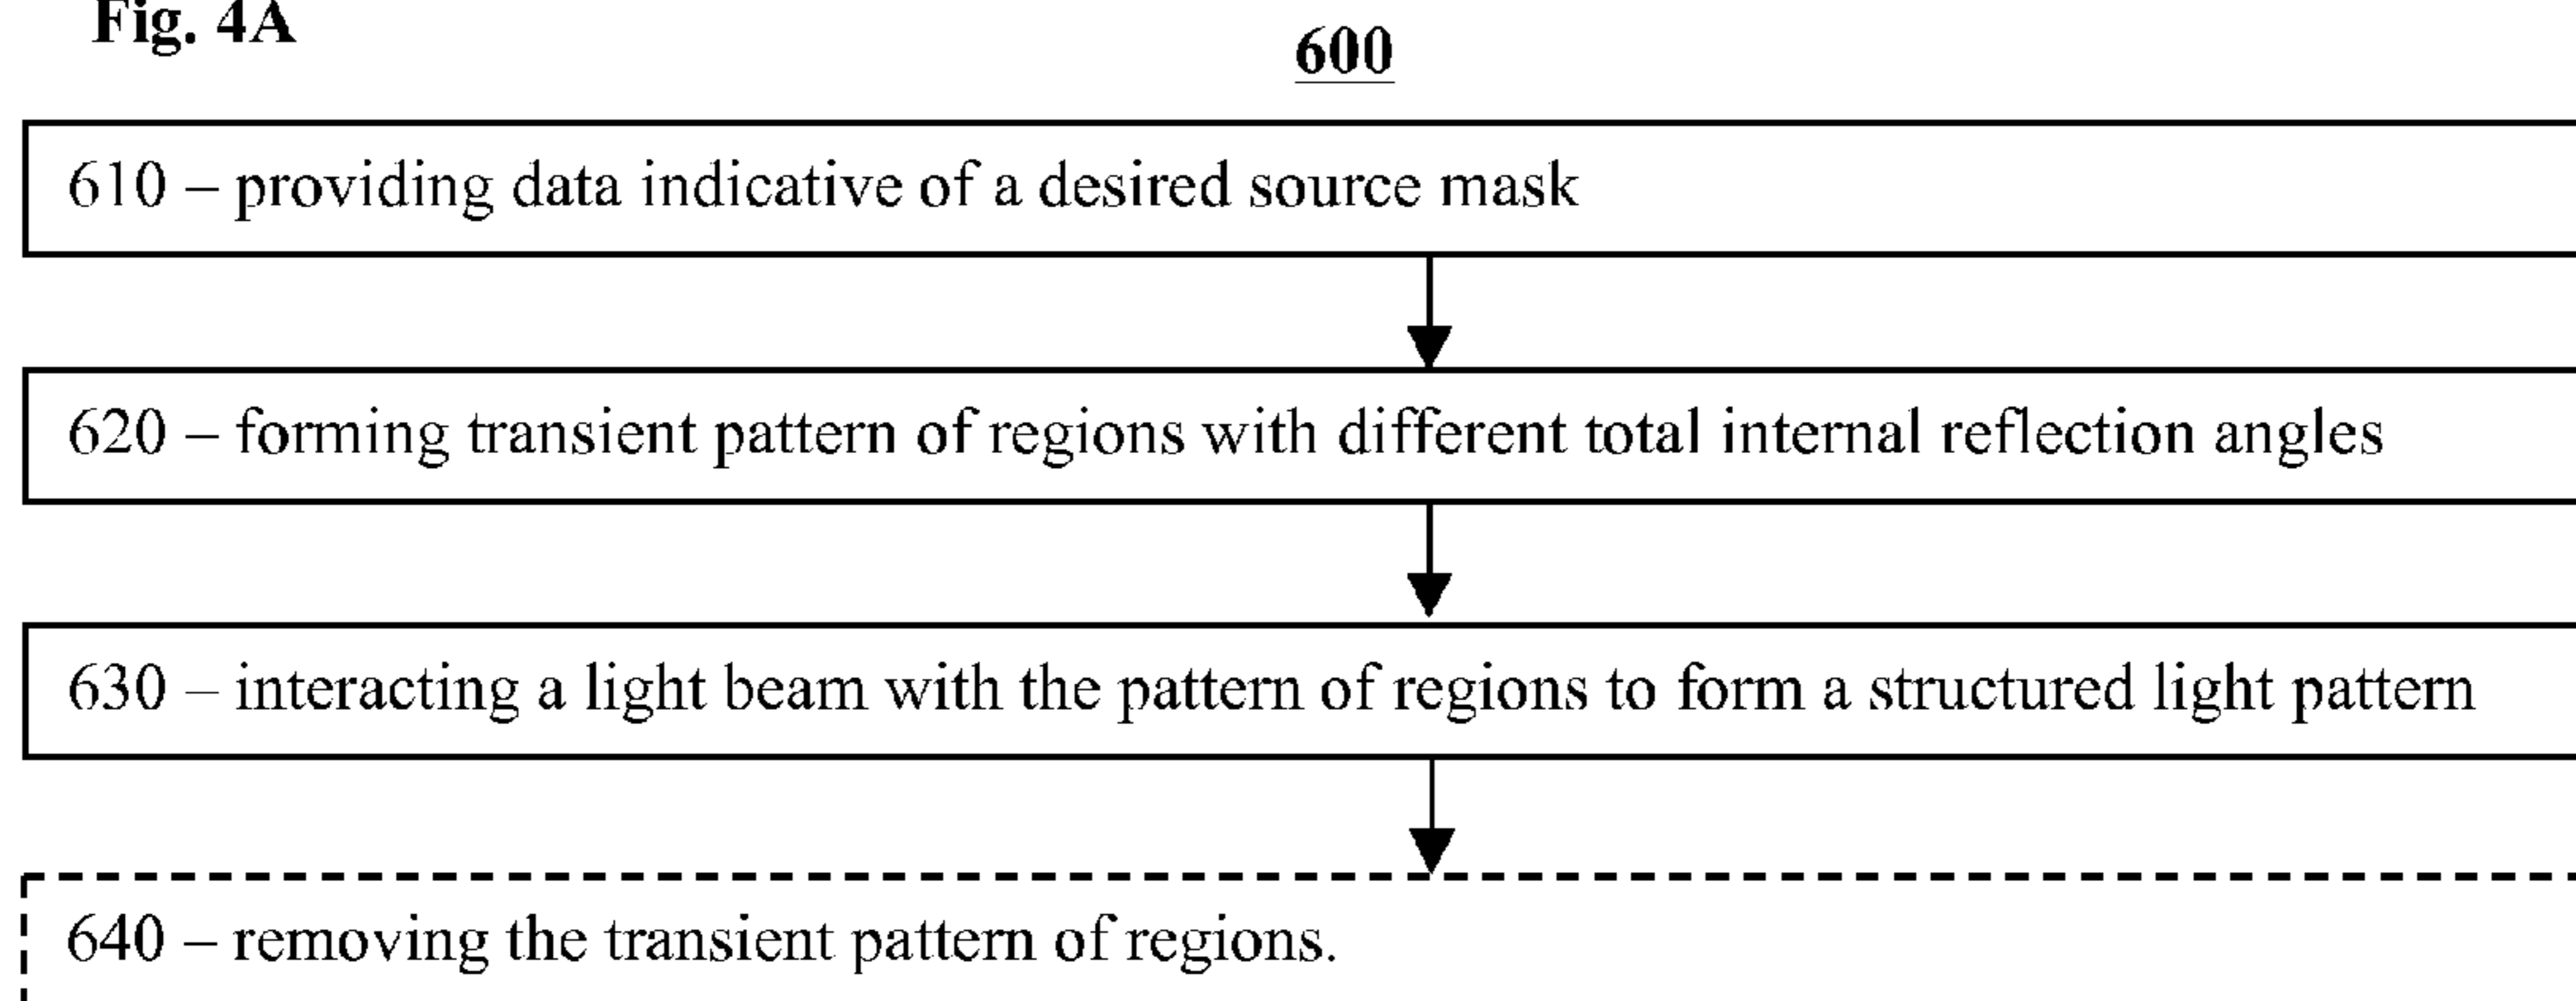 Fig. 4A
600
610 – providing data indicative of a desired source mask
620 – forming transient pattern of regions with different total internal reflection angles
630 – interacting a light beam with the pattern of regions to form a structured light pattern
640 – removing the transient pattern of regions.